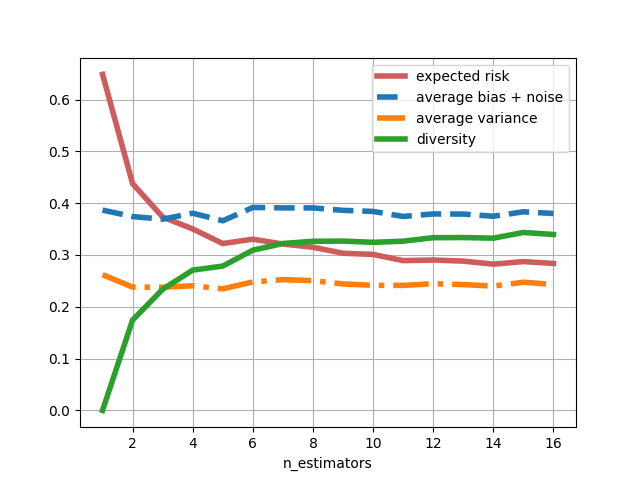 expected risk
average bias + noise
average variance
diversity
0.6
0.5
0.4
0.3
0.2
0.1
0.0
2 4 6 8 10 12 14 16
n_estimators